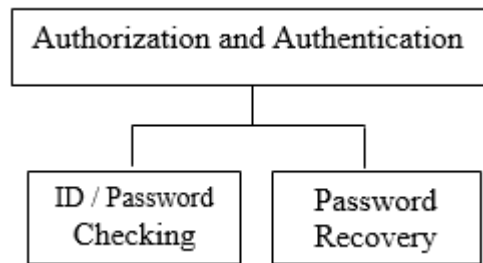 Authorization and Authentication
ID / Password
Checking
Password
Recovery